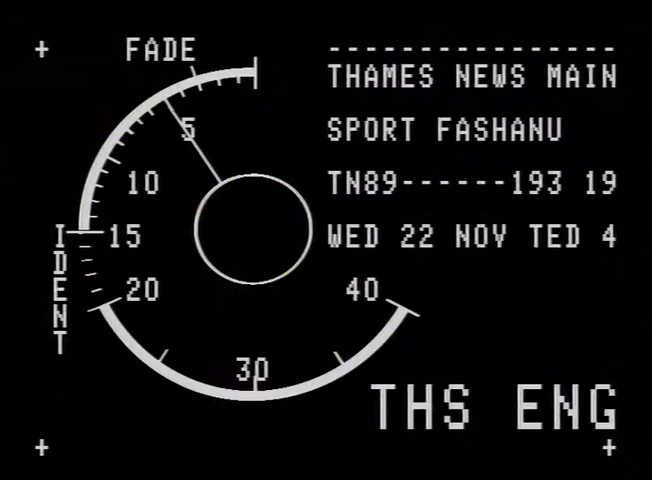 FADE
----------------
THAMES NEWS MAIN
5
SPORT FASHANU
10
TN89------193 19
IDENT
15
WED 22 NOV TED 4
20
40
30
THS ENG